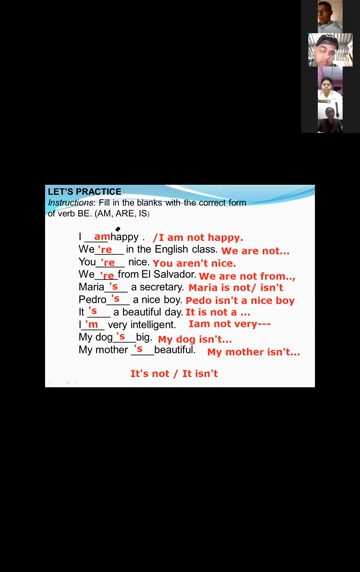 LET'S PRACTICE
Instructions: Fill in the blanks with the correct form
of verb BE. (AM, ARE, IS)
I ____am happy . /I am not happy.
We 're in the English class. We are not...
You 're nice. You aren't nice.
We 're from El Salvador. We are not from..,
Maria 's a secretary. Maria is not/ isn't
Pedro 's a nice boy. Pedo isn't a nice boy
It 's a beautiful day. It is not a ...
I 'm very intelligent. Iam not very---
My dog 's big. My dog isn't...
My mother 's beautiful. My mother isn't...
It's not / It isn't